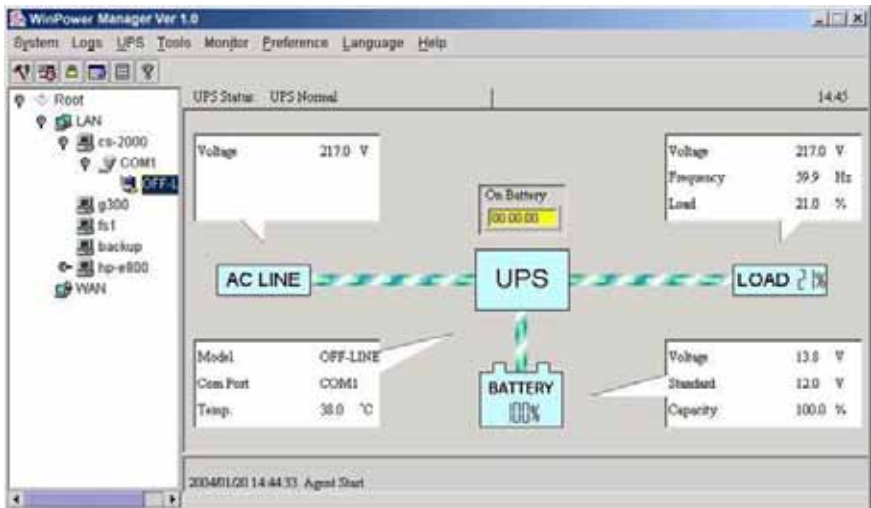 WinPower Manager Ver 1.0
System Logs UPS Tools Monitor Preference Language Help
Root
LAN
cs-2000
COM1
OFF-L
g300
fs1
backup
hp-e800
WAN
UPS Status: UPS Normal 14:45
Voltage 217.0 V
On Battery
00:00:00
Voltage 217.0 V
Frequency 39.9 Hz
Load 21.0 %
AC LINE
UPS
LOAD 21%
Model OFF-LINE
Com.Port COM1
Temp. 38.0 °C
BATTERY
100%
Voltage 13.8 V
Standard 12.0 V
Capacity 100.0 %
2004/01/20 14:44:33 Agent Start